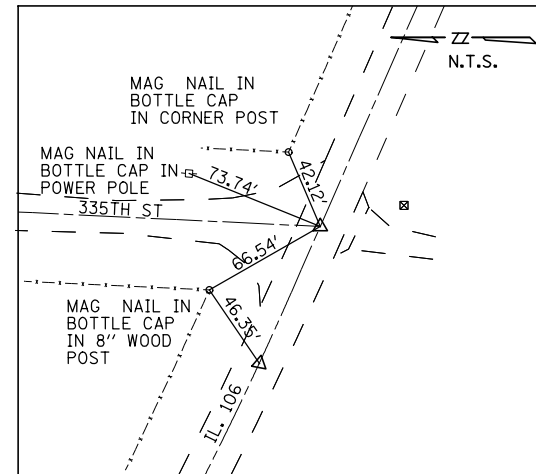 N.T.S.
MAG NAIL IN
BOTTLE CAP
IN CORNER POST
MAG NAIL IN
BOTTLE CAP IN
POWER POLE
73.74'
42.12'
335TH ST
66.54'
MAG NAIL IN
BOTTLE CAP
IN 8" WOOD
POST
46.35'
IL. 106